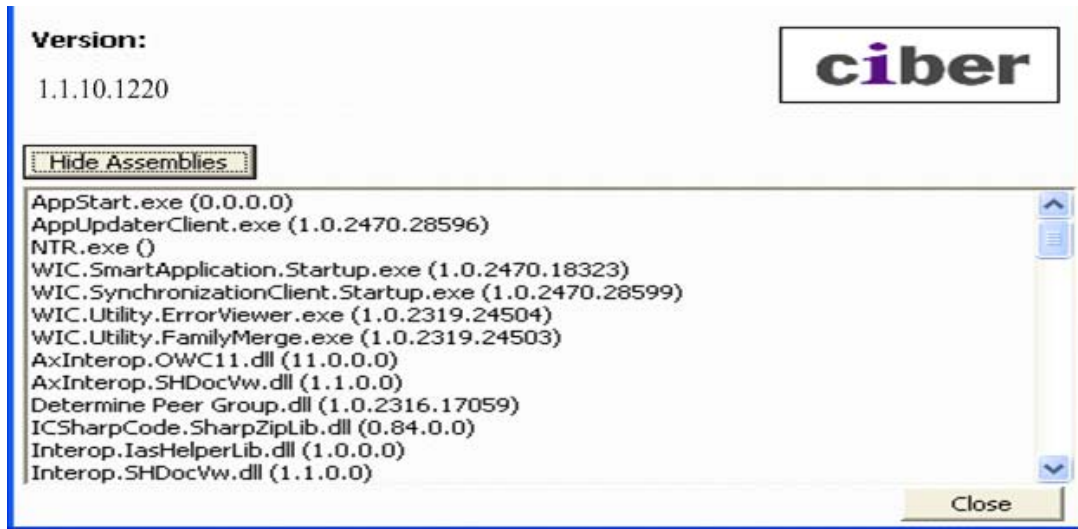 Version:
ciber
1.1.10.1220
Hide Assemblies
AppStart.exe (0.0.0.0)
AppUpdaterClient.exe (1.0.2470.28596)
NTR.exe ()
WIC.SmartApplication.Startup.exe (1.0.2470.18323)
WIC.SynchronizationClient.Startup.exe (1.0.2470.28599)
WIC.Utility.ErrorViewer.exe (1.0.2319.24504)
WIC.Utility.FamilyMerge.exe (1.0.2319.24503)
AxInterop.OWC11.dll (11.0.0.0)
AxInterop.SHDocVw.dll (1.1.0.0)
Determine Peer Group.dll (1.0.2316.17059)
ICSharpCode.SharpZipLib.dll (0.84.0.0)
Interop.IasHelperLib.dll (1.0.0.0)
Interop.SHDocVw.dll (1.1.0.0)
Close